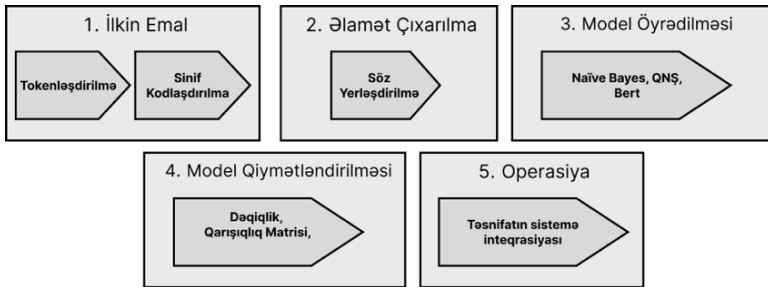 1. İlkin Emal
Tokenləşdirilmə
Sinif
Kodlaşdırılma
2. Əlamət Çıxarılma
Söz
Yerləşdirilmə
3. Model Öyrədilməsi
Naïve Bayes, QNŞ,
Bert
4. Model Qiymətləndirilməsi
Dəqiqlik,
Qarışıqlıq Matrisi,
5. Operasiya
Təsnifatın sistemə
inteqrasiyası